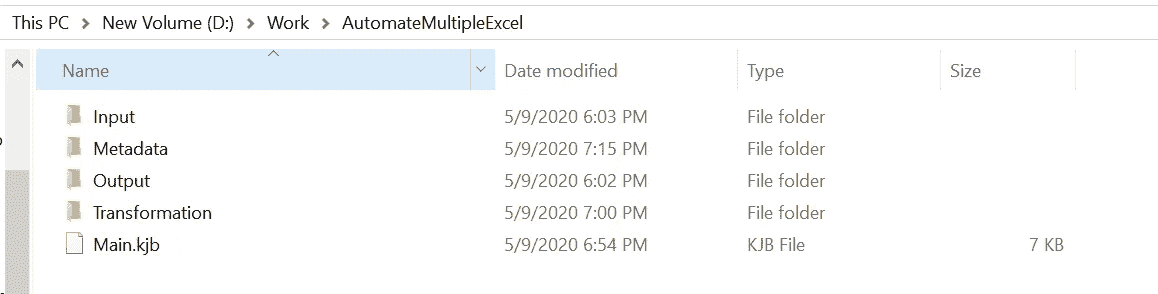 This PC > New Volume (D:) > Work > AutomateMultipleExcel
Name Date modified Type Size
Input 5/9/2020 6:03 PM File folder
Metadata 5/9/2020 7:15 PM File folder
Output 5/9/2020 6:02 PM File folder
Transformation 5/9/2020 7:00 PM File folder
Main.kjb 5/9/2020 6:54 PM KJB File 7 KB